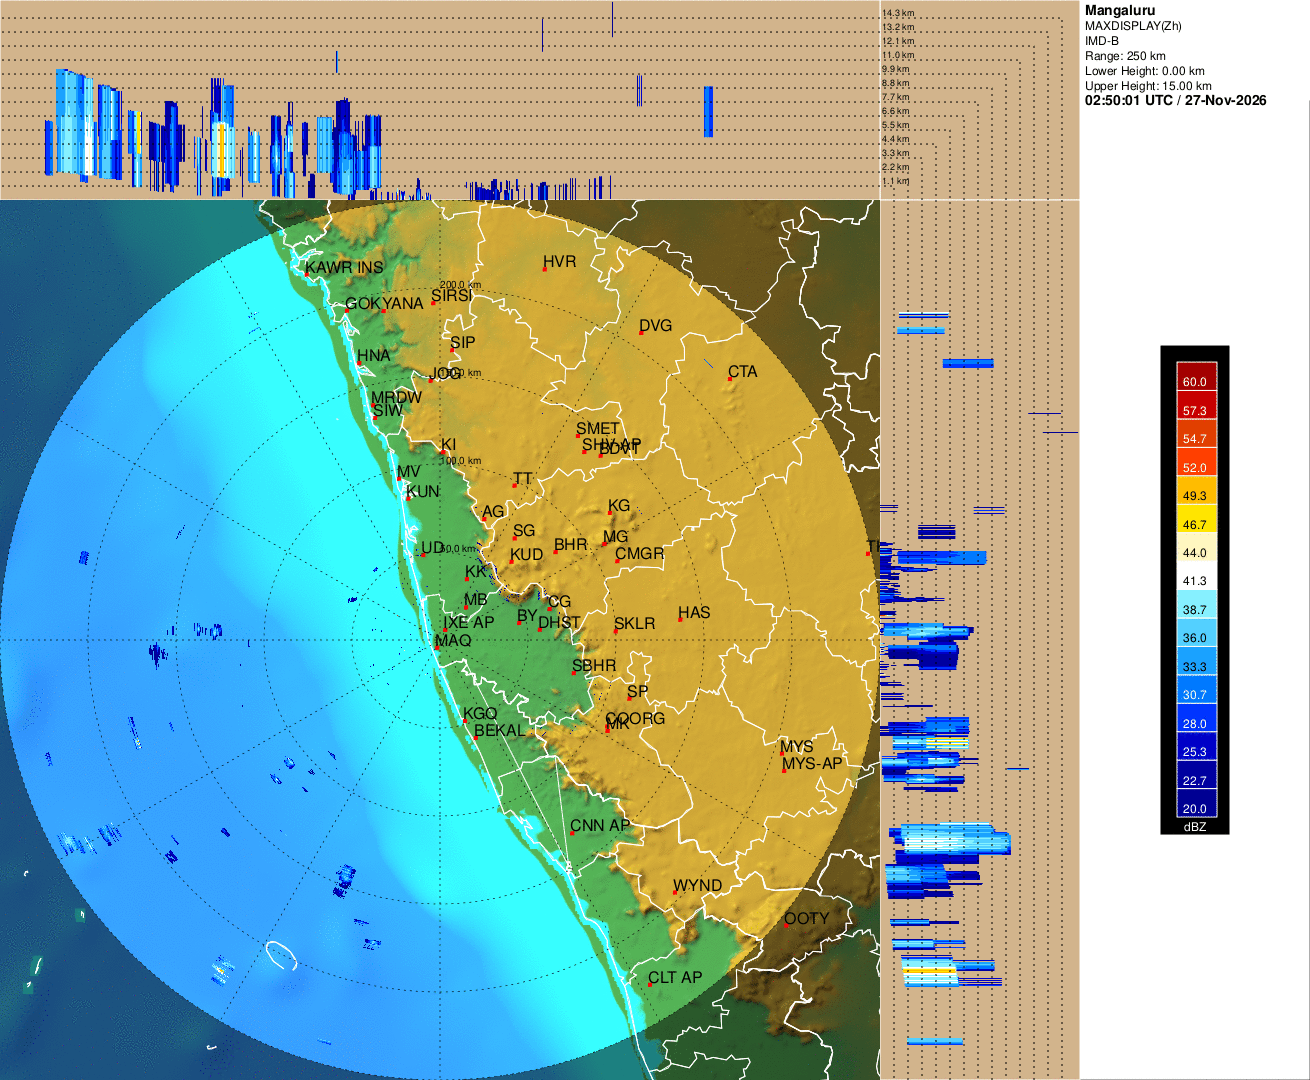 Mangaluru
MAXDISPLAY(Zh)
IMD-B
Range: 250 km
Lower Height: 0.00 km
Upper Height: 15.00 km
02:50:01 UTC / 27-Nov-2026
14.3 km
13.2 km
12.1 km
11.0 km
9.9 km
8.8 km
7.7 km
6.6 km
5.5 km
4.4 km
3.3 km
2.2 km
1.1 km
KAWR INS
HVR
200.0 km
SIRSI
GOKYANA
DVG
SIP
HNA
JOG
CTA
MRDW
SIW
SMET
SHV-AP
BDVT
KI
100.0 km
MV
TT
KUN
KG
AG
SG
MG
UD
50.0 km
KUD
BHR
CMGR
KK
MB
CG
BY
DHST
HAS
IXE AP
SKLR
MAQ
SBHR
SP
KGQ
COORG
MK
BEKAL
MYS
MYS-AP
CNN AP
WYND
OOTY
CLT AP
60.0
57.3
54.7
52.0
49.3
46.7
44.0
41.3
38.7
36.0
33.3
30.7
28.0
25.3
22.7
20.0
dBZ